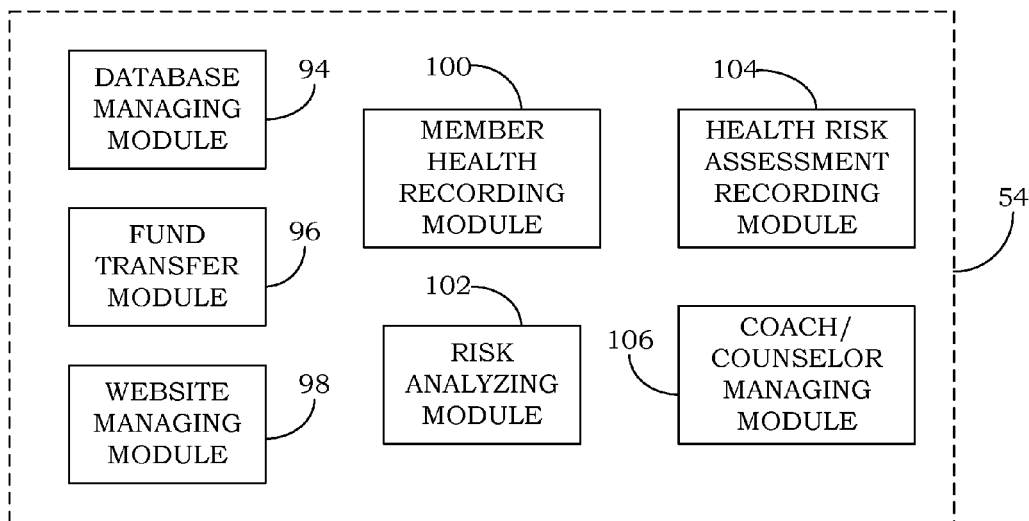 DATABASE
MANAGING
MODULE
94
FUND
TRANSFER
MODULE
96
WEBSITE
MANAGING
MODULE
98
100
MEMBER
HEALTH
RECORDING
MODULE
102
RISK
ANALYZING
MODULE
104
HEALTH RISK
ASSESSMENT
RECORDING
MODULE
106
COACH/
COUNSELOR
MANAGING
MODULE
54